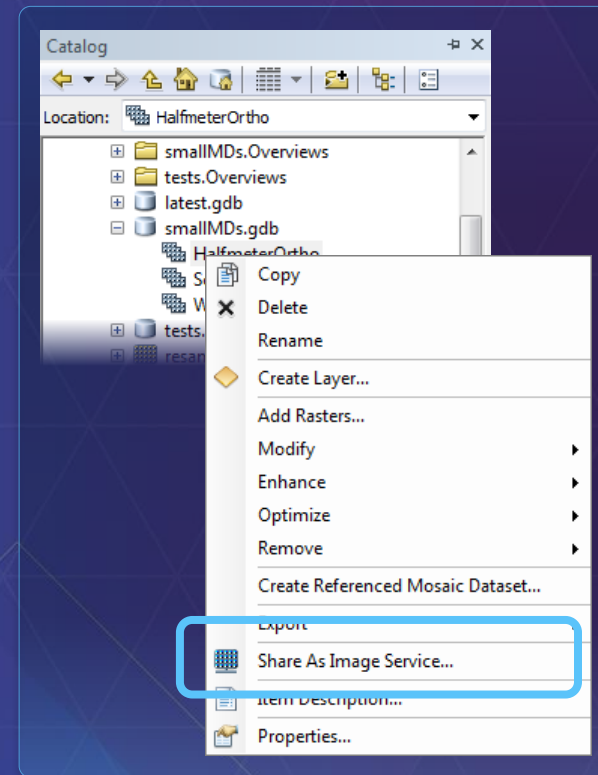 Catalog
Location: HalfmeterOrtho
smallMDs.Overviews
tests.Overviews
latest.gdb
smallMDs.gdb
HalfmeterOrtho
tests.
Copy
Delete
Rename
Create Layer...
Add Rasters...
Modify
Enhance
Optimize
Remove
Create Referenced Mosaic Dataset...
Export
Share As Image Service...
Item Description...
Properties...